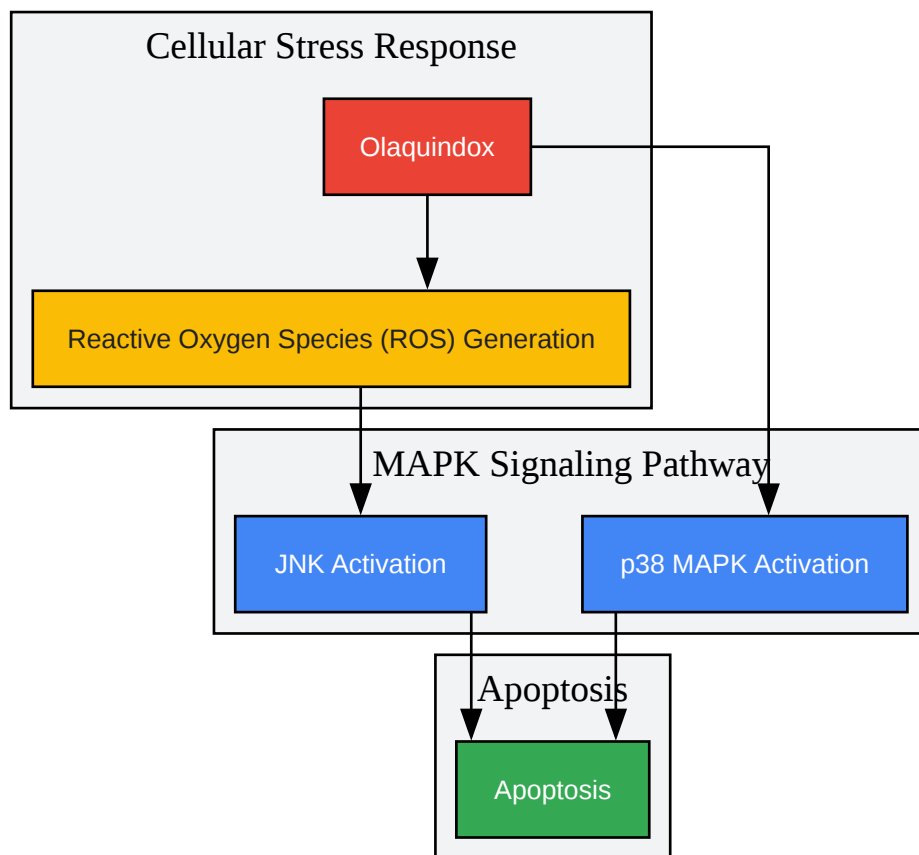 Cellular Stress Response
Olaquindox
Reactive Oxygen Species (ROS) Generation
MAPK Signaling Pathway
JNK Activation
p38 MAPK Activation
Apoptosis
Apoptosis